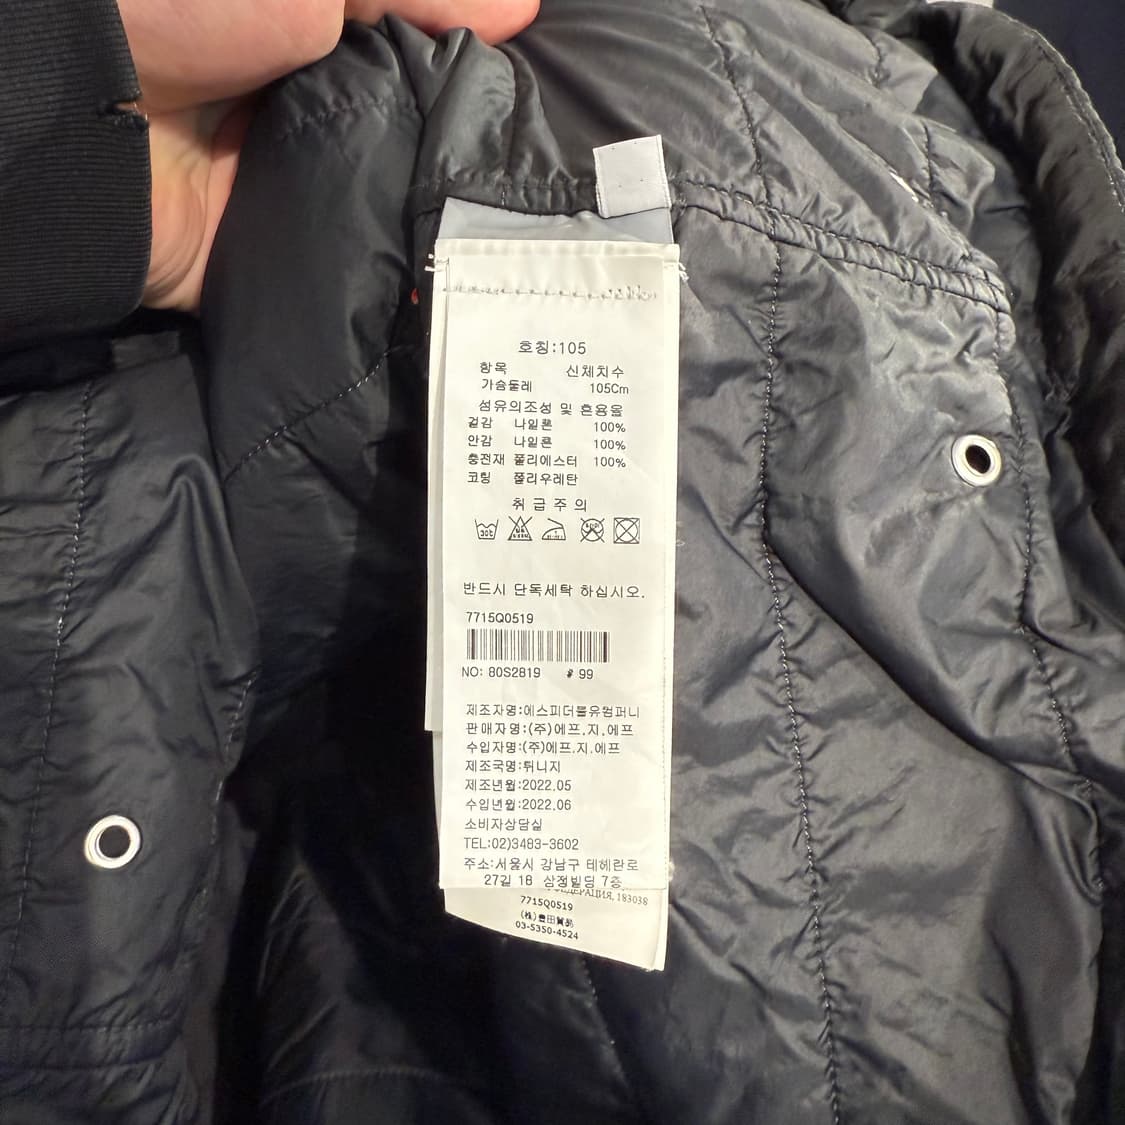 호칭:105
항목 신체치수
가슴둘레 105Cm
섬유의조성 및 혼용율
겉감 나일론 100%
안감 나일론 100%
충전재 폴리에스터 100%
코팅 폴리우레탄
취급주의
반드시 단독세탁 하십시오.
7715Q0519
NO: 80S2819 # 99
제조자명:에스피더블유컴퍼니
판매자명:(주)에프.지.에프
수입자명:(주)에프.지.에프
제조국명:튀니지
제조년월:2022.05
수입년월:2022.06
소비자상담실
TEL:02)3483-3602
주소:서울시 강남구 테헤란로
27길 18 삼정빌딩 7층
183038
7715Q0519
(株)豊田貿易
03-5350-4524